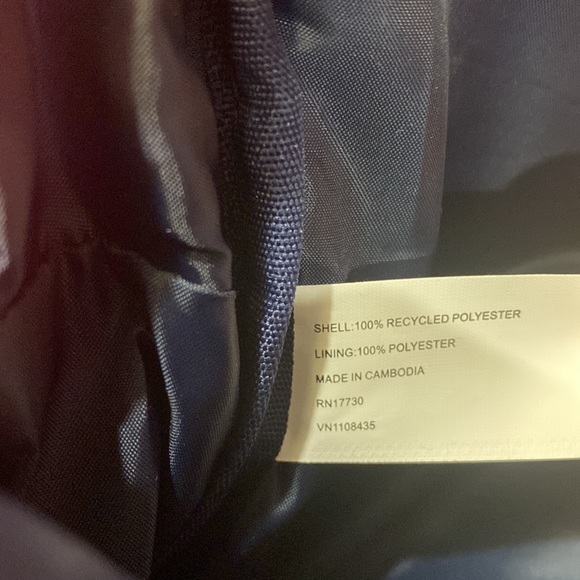 SHELL:100% RECYCLED POLYESTER
LINING:100% POLYESTER
MADE IN CAMBODIA
RN17730
VN1108435